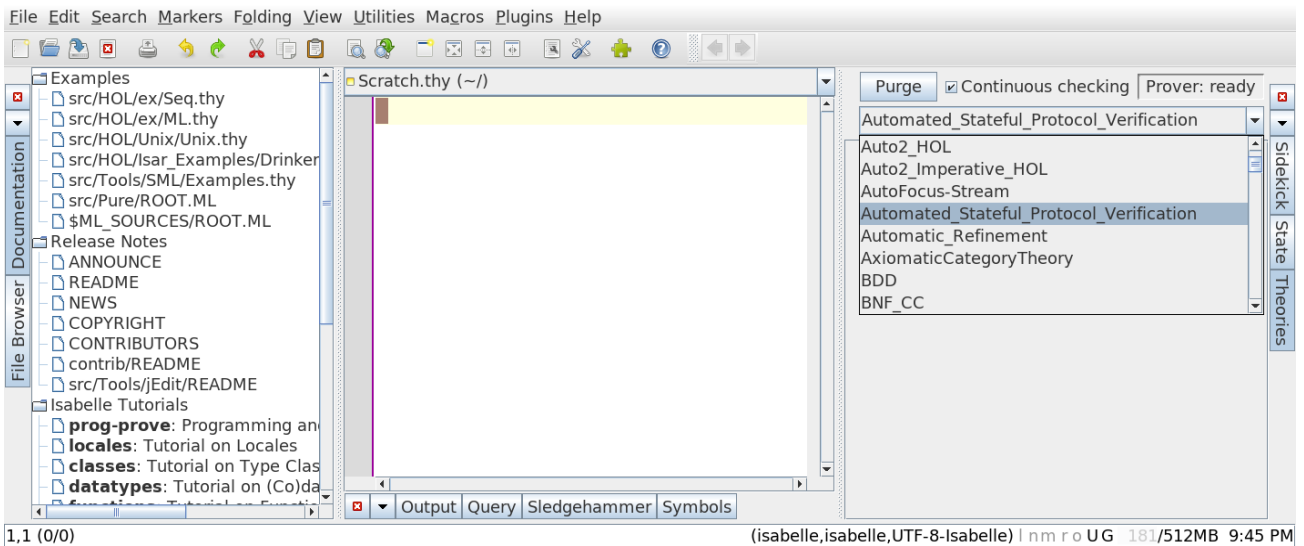 File Edit Search Markers Folding View Utilities Macros Plugins Help
Examples
src/HOL/ex/Seq.thy
src/HOL/ex/ML.thy
src/HOL/Unix/Unix.thy
src/HOL/Isar_Examples/Drinker
src/Tools/SML/Examples.thy
src/Pure/ROOT.ML
$ML_SOURCES/ROOT.ML
Release Notes
ANNOUNCE
README
NEWS
COPYRIGHT
CONTRIBUTORS
contrib/README
src/Tools/jEdit/README
Isabelle Tutorials
prog-prove: Programming an
locales: Tutorial on Locales
classes: Tutorial on Type Clas
datatypes: Tutorial on (Co)da
Documentation
File Browser
Scratch.thy (~/)
Output Query Sledgehammer Symbols
Purge Continuous checking Prover: ready
Automated_Stateful_Protocol_Verification
Auto2_HOL
Auto2_Imperative_HOL
AutoFocus-Stream
Automated_Stateful_Protocol_Verification
Automatic_Refinement
AxiomaticCategoryTheory
BDD
BNF_CC
Sidekick
State
Theories
1,1 (0/0)
(isabelle,isabelle,UTF-8-Isabelle) l n m r o U G 181/512MB 9:45 PM